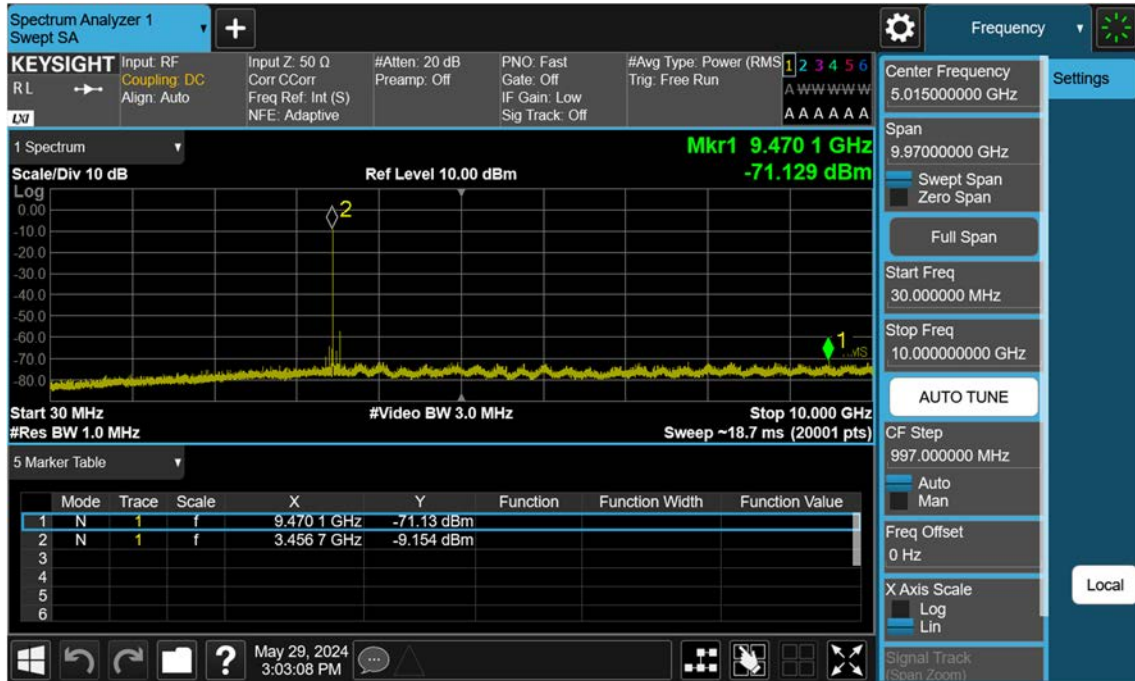 Spectrum Analyzer 1
Swept SA
+
Frequency
KEYSIGHT
R L
LXI
Input: RF
Coupling: DC
Align: Auto
Input Z: 50 Ω
Corr CCorr
Freq Ref: Int (S)
NFE: Adaptive
#Atten: 20 dB
Preamp: Off
PNO: Fast
Gate: Off
IF Gain: Low
Sig Track: Off
#Avg Type: Power (RMS
Trig: Free Run
1 2 3 4 5 6
A W W W W W
A A A A A A
Center Frequency
5.015000000 GHz
Settings
Span
9.97000000 GHz
Swept Span
Zero Span
Full Span
Start Freq
30.000000 MHz
Stop Freq
10.000000000 GHz
AUTO TUNE
CF Step
997.000000 MHz
Auto
Man
Freq Offset
0 Hz
X Axis Scale
Log
Lin
Signal Track
(Span Zoom)
Local
1 Spectrum
Mkr1 9.470 1 GHz
-71.129 dBm
Scale/Div 10 dB
Ref Level 10.00 dBm
Log
0.00
-10.0
-20.0
-30.0
-40.0
-50.0
-60.0
-70.0
-80.0
2
1
Start 30 MHz
#Video BW 3.0 MHz
Stop 10.000 GHz
#Res BW 1.0 MHz
Sweep ~18.7 ms (20001 pts)
5 Marker Table
Mode Trace Scale X Y Function Function Width Function Value
1 N 1 f 9.470 1 GHz -71.13 dBm
2 N 1 f 3.456 7 GHz -9.154 dBm
3
4
5
6
?
May 29, 2024
3:03:08 PM